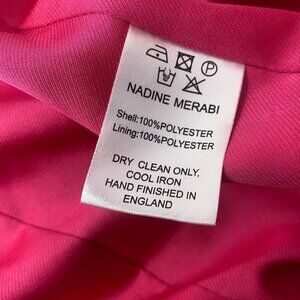 P
NADINE MERABI
Shell:100%POLYESTER
Lining:100%POLYESTER
DRY CLEAN ONLY.
COOL IRON
HAND FINISHED IN
ENGLAND